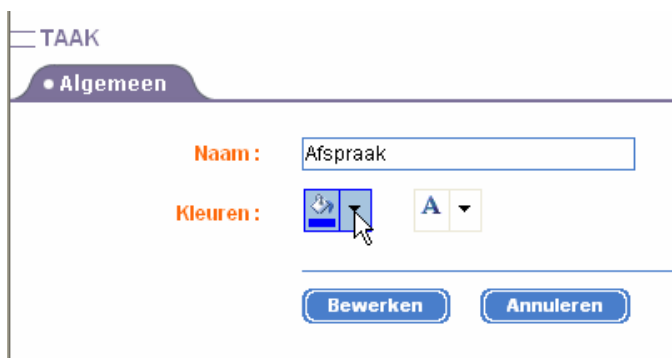 TAAK
Algemeen
Naam : Afspraak
Kleuren : A
Bewerken Annuleren